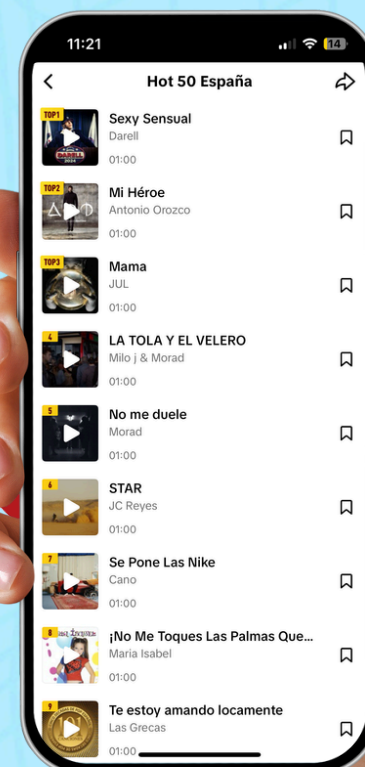 11:21
14
Hot 50 España
TOP1
Sexy Sensual
Darell
DARELL
2024
01:00
TOP2
Mi Héroe
Antonio Orozco
01:00
TOP3
Mama
JUL
01:00
4
LA TOLA Y EL VELERO
Milo j & Morad
01:00
5
No me duele
Morad
01:00
6
STAR
JC Reyes
01:00
7
Se Pone Las Nike
Cano
01:00
8
¡No Me Toques Las Palmas Que...
Maria Isabel
01:00
9
Te estoy amando locamente
Las Grecas
101
01:00